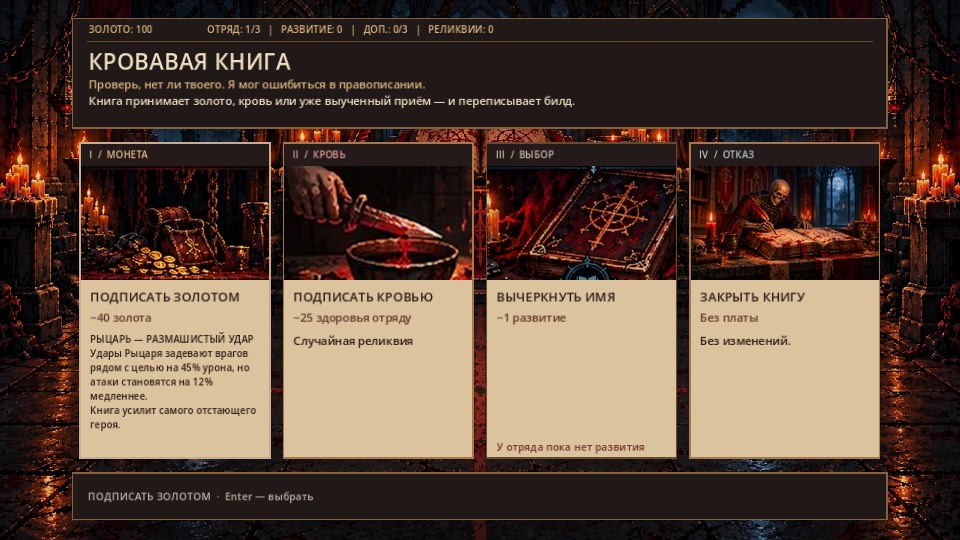 ЗОЛОТО: 100 ОТРЯД: 1/3 | РАЗВИТИЕ: 0 | ДОП.: 0/3 | РЕЛИКВИИ: 0
КРОВАВАЯ КНИГА
Проверь, нет ли твоего. Я мог ошибиться в правописании.
Книга принимает золото, кровь или уже выученный приём — и переписывает билд.
I / МОНЕТА
ПОДПИСАТЬ ЗОЛОТОМ
−40 золота
РЫЦАРЬ — РАЗМАШИСТЫЙ УДАР
Удары Рыцаря задевают врагов
рядом с целью на 45% урона, но
атаки становятся на 12%
медленнее.
Книга усилит самого отстающего
героя.
II / КРОВЬ
ПОДПИСАТЬ КРОВЬЮ
−25 здоровья отряду
Случайная реликвия
III / ВЫБОР
ВЫЧЕРКНУТЬ ИМЯ
−1 развитие
У отряда пока нет развития
IV / ОТКАЗ
ЗАКРЫТЬ КНИГУ
Без платы
Без изменений.
ПОДПИСАТЬ ЗОЛОТОМ · Enter — выбрать